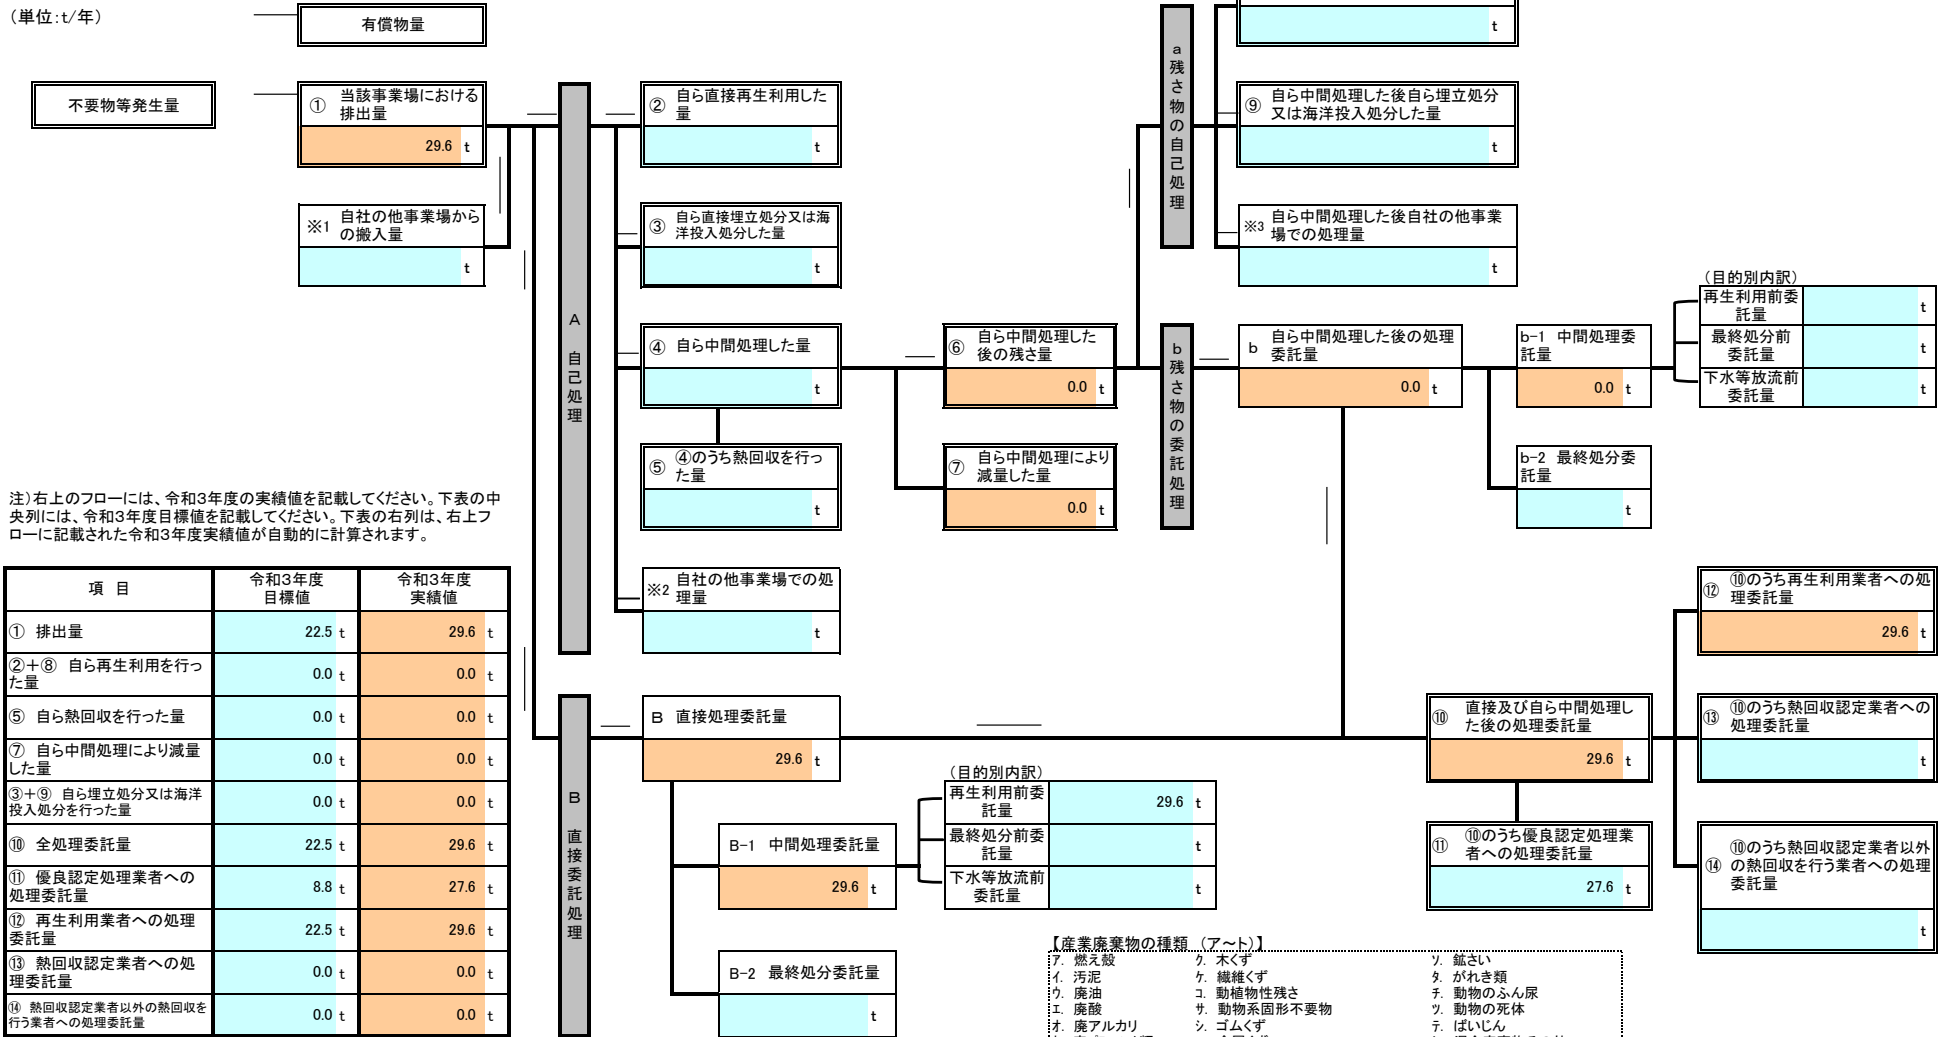 (単位:t/年)
有償物量
t
不要物等発生量
① 当該事業場における
排出量
29.6 t
※1 自社の他事業場から
の搬入量
t
A 自己処理
② 自ら直接再生利用した
量
t
③ 自ら直接埋立処分又は海
洋投入処分した量
t
④ 自ら中間処理した量
t
⑤ ④のうち熱回収を行っ
た量
t
※2 自社の他事業場での処
理量
t
⑥ 自ら中間処理した
後の残さ量
0.0 t
⑦ 自ら中間処理により
減量した量
0.0 t
a 残さ物の自己処理
⑨ 自ら中間処理した後自ら埋立処分
又は海洋投入処分した量
t
※3 自ら中間処理した後自社の他事業
場での処理量
t
b 残さ物の委託処理
b 自ら中間処理した後の処理
委託量
0.0 t
b-1 中間処理委
託量
0.0 t
b-2 最終処分委
託量
t
(目的別内訳)
再生利用前委
託量
t
最終処分前
委託量
t
下水等放流前
委託量
t
注)右上のフローには、令和3年度の実績値を記載してください。下表の中
央列には、令和3年度目標値を記載してください。下表の右列は、右上フ
ローに記載された令和3年度実績値が自動的に計算されます。
項 目 令和3年度
目標値 令和3年度
実績値
① 排出量 22.5 t 29.6 t
②+⑧ 自ら再生利用を行っ
た量 0.0 t 0.0 t
⑤ 自ら熱回収を行った量 0.0 t 0.0 t
⑦ 自ら中間処理により減量
した量 0.0 t 0.0 t
③+⑨ 自ら埋立処分又は海洋
投入処分を行った量 0.0 t 0.0 t
⑩ 全処理委託量 22.5 t 29.6 t
⑪ 優良認定処理業者への
処理委託量 8.8 t 27.6 t
⑫ 再生利用業者への処理
委託量 22.5 t 29.6 t
⑬ 熱回収認定業者への処
理委託量 0.0 t 0.0 t
⑭ 熱回収認定業者以外の熱回収を
行う業者への処理委託量 0.0 t 0.0 t
B 直接委託処理
B 直接処理委託量
29.6 t
B-1 中間処理委託量
29.6 t
B-2 最終処分委託量
t
(目的別内訳)
再生利用前委
託量
29.6 t
最終処分前委
託量
t
下水等放流前
委託量
t
⑩ 直接及び自ら中間処理し
た後の処理委託量
29.6 t
⑪ ⑩のうち優良認定処理業
者への処理委託量
27.6 t
⑫ ⑩のうち再生利用業者への処
理委託量
29.6 t
⑬ ⑩のうち熱回収認定業者への
処理委託量
t
⑭ ⑩のうち熱回収認定業者以外
の熱回収を行う業者への処理
委託量
t
【産業廃棄物の種類 (ア~ト)】
ア. 燃え殻 ク. 木くず ソ. 鉱さい
イ. 汚泥 ケ. 繊維くず タ. がれき類
ウ. 廃油 コ. 動植物性残さ チ. 動物のふん尿
エ. 廃酸 サ. 動物系固形不要物 ツ. 動物の死体
オ. 廃アルカリ シ. ゴムくず テ. ばいじん